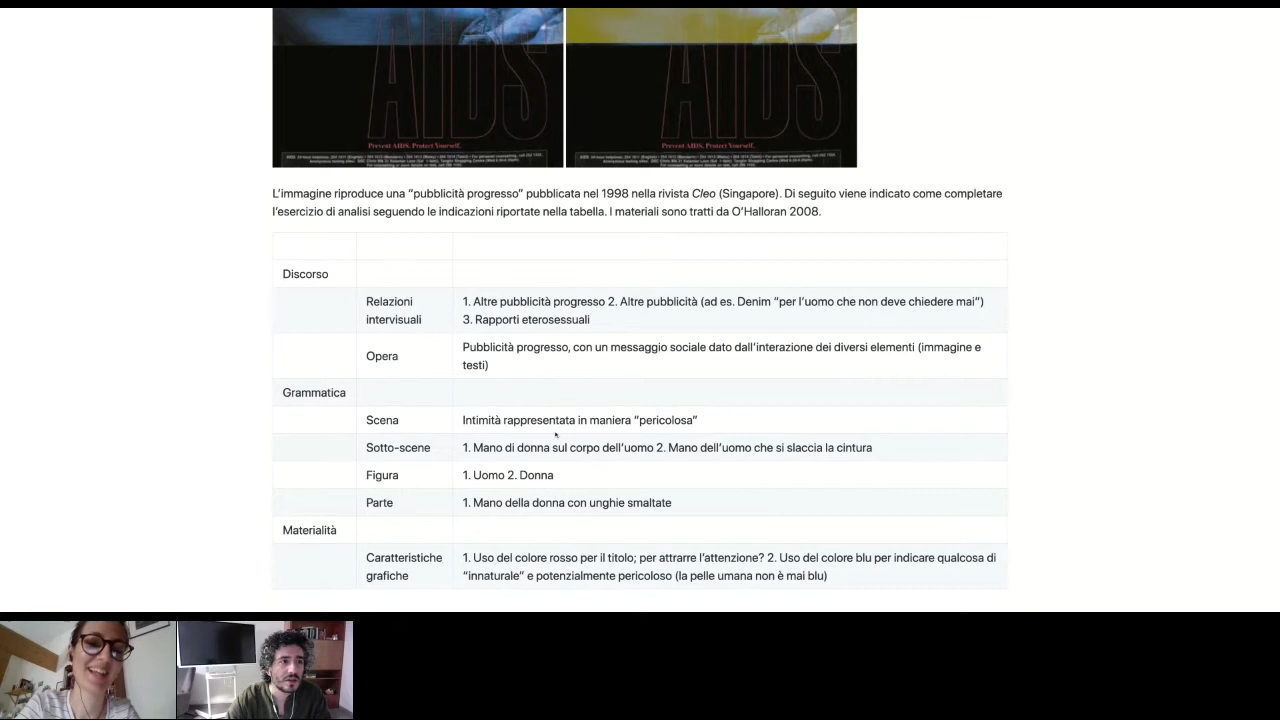 AIDS AIDS
Prevent AIDS. Protect Yourself. Prevent AIDS. Protect Yourself.
L'immagine riproduce una “pubblicità progresso” pubblicata nel 1998 nella rivista Cleo (Singapore). Di seguito viene indicato come completare
l'esercizio di analisi seguendo le indicazioni riportate nella tabella. I materiali sono tratti da O'Halloran 2008.
Discorso
Relazioni intervisuali
1. Altre pubblicità progresso 2. Altre pubblicità (ad es. Denim “per l'uomo che non deve chiedere mai”)
3. Rapporti eterosessuali
Opera
Pubblicità progresso, con un messaggio sociale dato dall'interazione dei diversi elementi (immagine e
testi)
Grammatica
Scena Intimità rappresentata in maniera “pericolosa”
Sotto-scene 1. Mano di donna sul corpo dell'uomo 2. Mano dell'uomo che si slaccia la cintura
Figura 1. Uomo 2. Donna
Parte 1. Mano della donna con unghie smaltate
Materialità
Caratteristiche grafiche
1. Uso del colore rosso per il titolo; per attrarre l'attenzione? 2. Uso del colore blu per indicare qualcosa di
“innaturale” e potenzialmente pericoloso (la pelle umana non è mai blu)